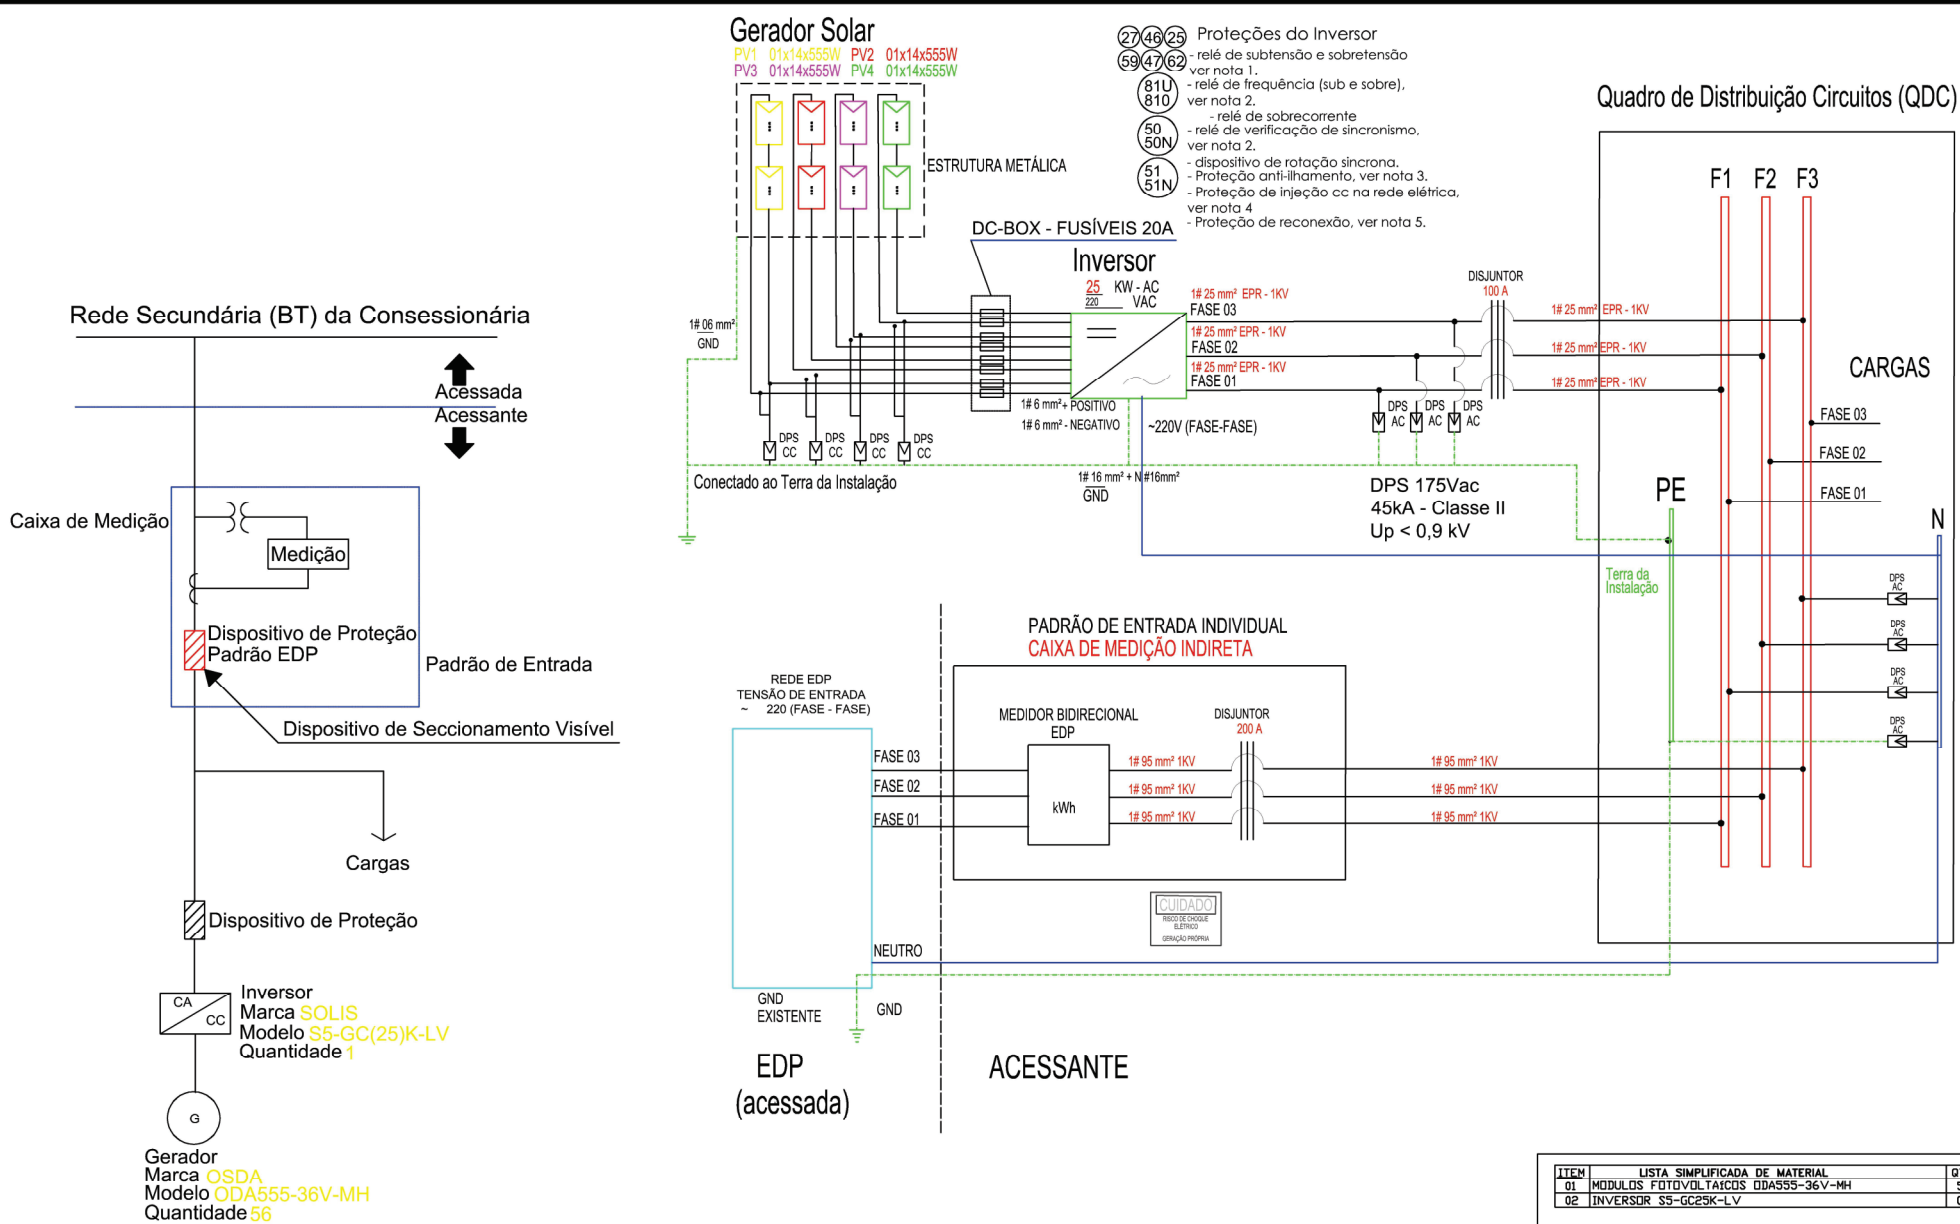 Gerador Solar
PV1 01x14x555W PV2 01x14x555W
PV3 01x14x555W PV4 01x14x555W
ESTRUTURA METÁLICA
27 46 25 Proteções do Inversor
59 47 62 - relé de subtensão e sobretensão
ver nota 1.
81U - relé de frequência (sub e sobre),
810 ver nota 2.
- relé de sobrecorrente
50 - relé de verificação de sincronismo,
50N ver nota 2.
- dispositivo de rotação sincrona.
51 - Proteção anti-ilhamento, ver nota 3.
51N - Proteção de injeção cc na rede elétrica,
ver nota 4
- Proteção de reconexão, ver nota 5.
DC-BOX - FUSÍVEIS 20A
Inversor
25 KW - AC
220 VAC
1# 25 mm² EPR - 1KV
FASE 03
1# 25 mm² EPR - 1KV
FASE 02
1# 25 mm² EPR - 1KV
FASE 01
DISJUNTOR
100 A
1# 25 mm² EPR - 1KV
1# 25 mm² EPR - 1KV
1# 25 mm² EPR - 1KV
1# 06 mm²
GND
1# 6 mm²+ POSITIVO
1# 6 mm² - NEGATIVO
~220V (FASE-FASE)
DPS CC
DPS CC
DPS CC
DPS CC
DPS AC
DPS AC
DPS AC
Conectado ao Terra da Instalação
1# 16 mm² + N #16mm²
GND
DPS 175Vac
45kA - Classe II
Up < 0,9 kV
Quadro de Distribuição Circuitos (QDC)
F1 F2 F3
CARGAS
FASE 03
FASE 02
FASE 01
PE
N
Terra da
Instalação
DPS
AC
DPS
AC
DPS
AC
DPS
AC
Rede Secundária (BT) da Consessionária
Acessada
Acessante
Caixa de Medição
Medição
Dispositivo de Proteção
Padrão EDP
Padrão de Entrada
Dispositivo de Seccionamento Visível
Cargas
Dispositivo de Proteção
CA
CC
Inversor
Marca SOLIS
Modelo S5-GC(25)K-LV
Quantidade 1
G
Gerador
Marca OSDA
Modelo ODA555-36V-MH
Quantidade 56
PADRÃO DE ENTRADA INDIVIDUAL
CAIXA DE MEDIÇÃO INDIRETA
REDE EDP
TENSÃO DE ENTRADA
~ 220 (FASE - FASE)
FASE 03
FASE 02
FASE 01
NEUTRO
MEDIDOR BIDIRECIONAL
EDP
kWh
DISJUNTOR
200 A
1# 95 mm² 1KV
1# 95 mm² 1KV
1# 95 mm² 1KV
1# 95 mm² 1KV
1# 95 mm² 1KV
1# 95 mm² 1KV
CUIDADO
RISCO DE CHOQUE
ELÉTRICO
GERAÇÃO PRÓPRIA
GND
EXISTENTE
GND
EDP
(acessada)
ACESSANTE
ITEM LISTA SIMPLIFICADA DE MATERIAL
01 MODULOS FOTOVOLTAICOS ODA555-36V-MH
02 INVERSOR S5-GC25K-LV